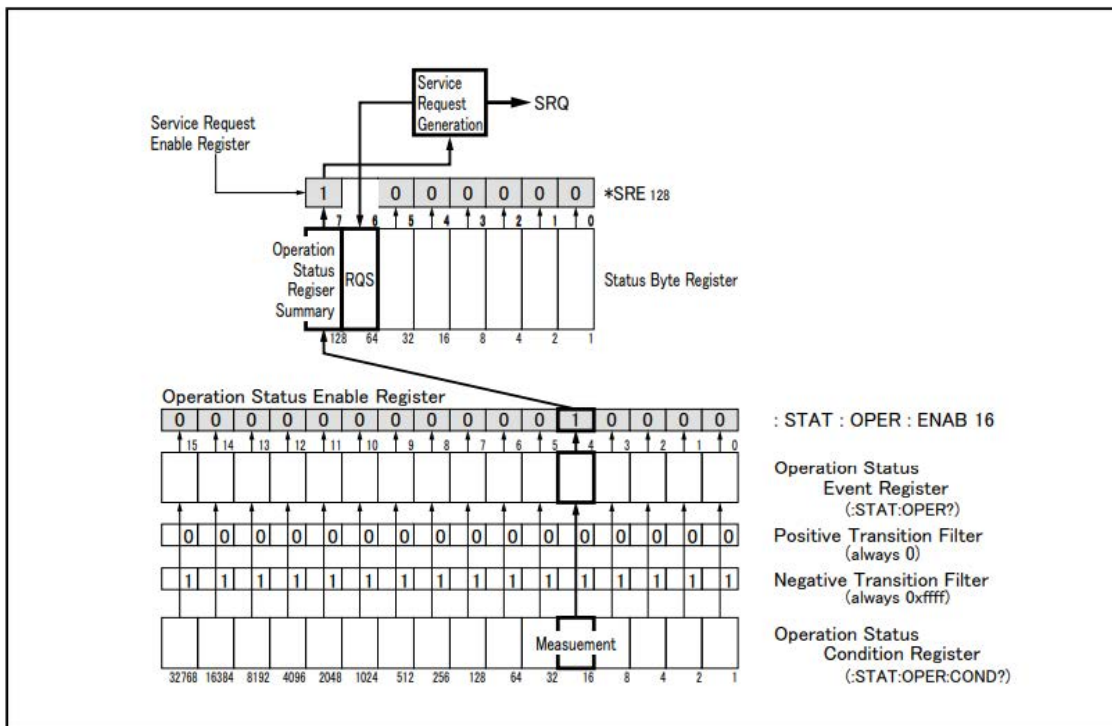 Service
Request
Generation
SRQ
Service Request
Enable Register
1 0 0 0 0 0 0 *SRE 128
7 6 5 4 3 2 1 0
Operation
Status
Regiser
Summary
RQS
Status Byte Register
128 64 32 16 8 4 2 1
Operation Status Enable Register
0 0 0 0 0 0 0 0 0 0 0 1 0 0 0 0 : STAT : OPER : ENAB 16
15 14 13 12 11 10 9 8 7 6 5 4 3 2 1 0
Operation Status
Event Register
(:STAT:OPER?)
0 0 0 0 0 0 0 0 0 0 0 0 0 0 0 0 Positive Transition Filter
(always 0)
1 1 1 1 1 1 1 1 1 1 1 1 1 1 1 1 Negative Transition Filter
(always 0xffff)
Measuement
Operation Status
Condition Register
(:STAT:OPER:COND?)
32768 16384 8192 4096 2048 1024 512 256 128 64 32 16 8 4 2 1